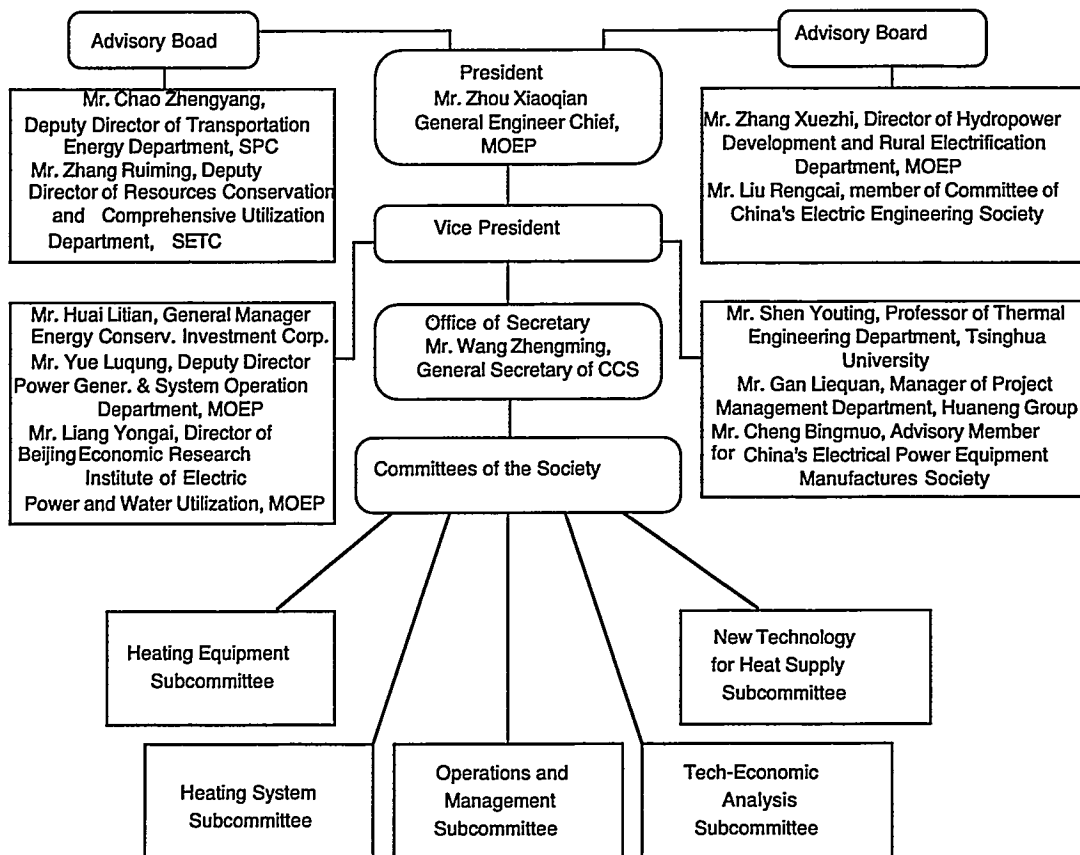 Advisory Boad
Advisory Board
President
Mr. Zhou Xiaoqian
General Engineer Chief,
MOEP
Mr. Chao Zhengyang,
Deputy Director of Transportation
Energy Department, SPC
Mr. Zhang Ruiming, Deputy
Director of Resources Conservation
and Comprehensive Utilization
Department, SETC
Mr. Zhang Xuezhi, Director of Hydropower
Development and Rural Electrification
Department, MOEP
Mr. Liu Rengcai, member of Committee of
China's Electric Engineering Society
Vice President
Mr. Huai Litian, General Manager
Energy Conserv. Investment Corp.
Mr. Yue Luqung, Deputy Director
Power Gener. & System Operation
Department, MOEP
Mr. Liang Yongai, Director of
Beijing Economic Research
Institute of Electric
Power and Water Utilization, MOEP
Office of Secretary
Mr. Wang Zhengming,
General Secretary of CCS
Mr. Shen Youting, Professor of Thermal
Engineering Department, Tsinghua
University
Mr. Gan Liequan, Manager of Project
Management Department, Huaneng Group
Mr. Cheng Bingmuo, Advisory Member
for China's Electrical Power Equipment
Manufactures Society
Committees of the Society
Heating Equipment
Subcommittee
New Technology
for Heat Supply
Subcommittee
Heating System
Subcommittee
Operations and
Management
Subcommittee
Tech-Economic
Analysis
Subcommittee